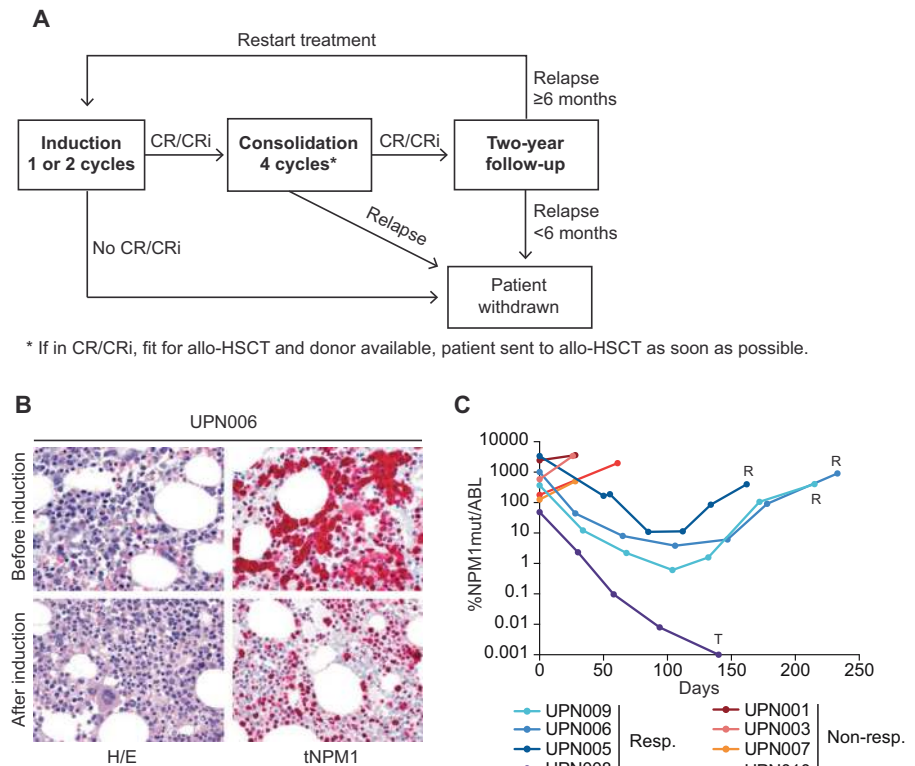 A
Restart treatment
Relapse
≥6 months
Induction
1 or 2 cycles
CR/CRi
Consolidation
4 cycles*
CR/CRi
Two-year
follow-up
Relapse
<6 months
Relapse
No CR/CRi
Patient
withdrawn
* If in CR/CRi, fit for allo-HSCT and donor available, patient sent to allo-HSCT as soon as possible.
B
UPN006
Before induction
After induction
H/E
tNPM1
C
%NPM1mut/ABL
10000
1000
100
10
1
0.1
0.01
0.001
R
R
R
T
0
50
100
150
200
250
Days
UPN009
UPN006
UPN005
Resp.
UPN001
UPN003
UPN007
Non-resp.